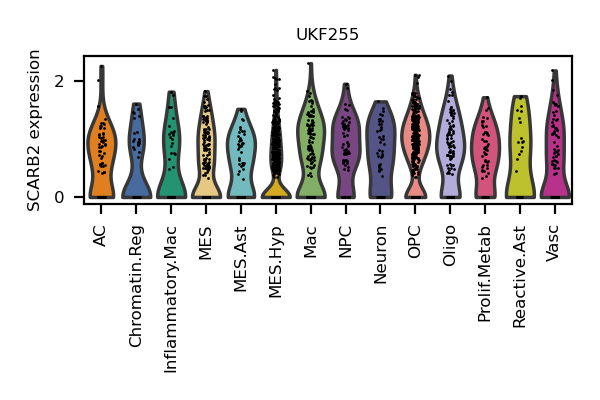 UKF255
SCARB2 expression
2
0
AC
Chromatin.Reg
Inflammatory.Mac
MES
MES.Ast
MES.Hyp
Mac
NPC
Neuron
OPC
Oligo
Prolif.Metab
Reactive.Ast
Vasc